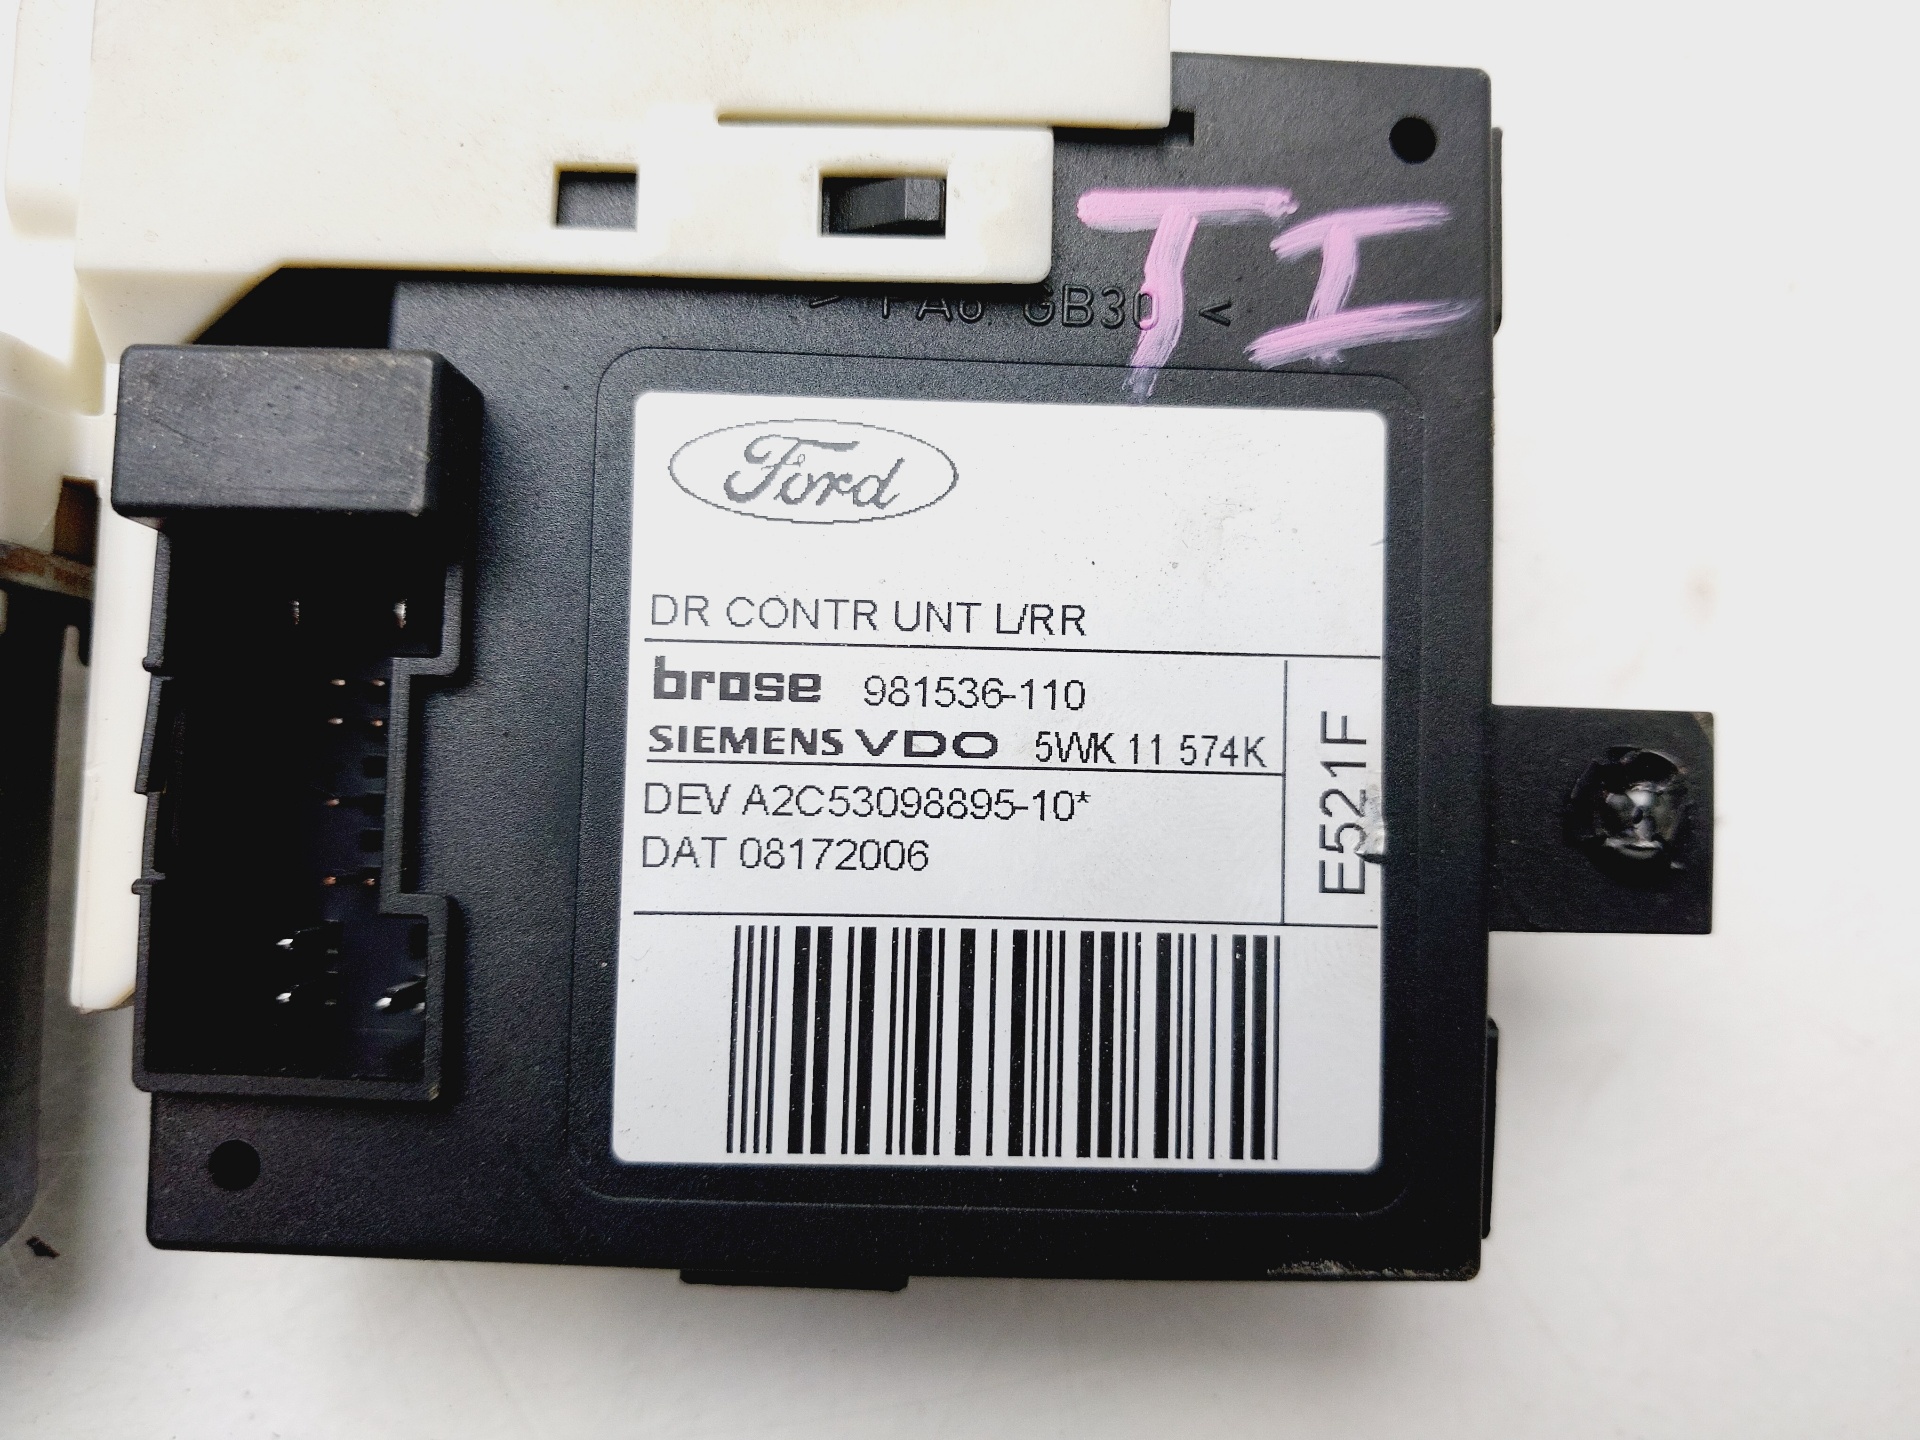 TI
GB30 <
Ford
DR CONTR UNT L/RR
brose 981536-110
SIEMENS VDO 5WK 11 574K
DEV A2C53098895-10*
DAT 08172006
E521F